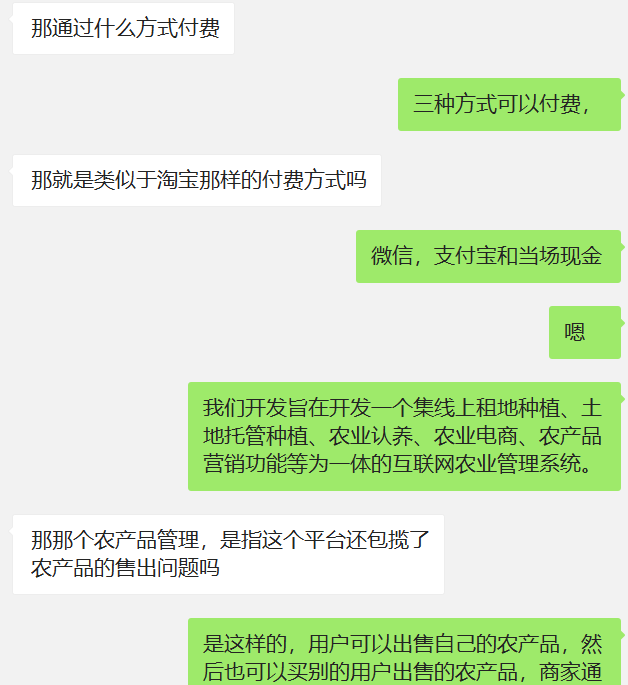 那通过什么方式付费
三种方式可以付费，
那就是类似于淘宝那样的付费方式吗
微信，支付宝和当场现金
嗯
我们开发旨在开发一个集线上租地种植、土
地托管种植、农业认养、农业电商、农产品
营销功能等为一体的互联网农业管理系统。
那那个农产品管理，是指这个平台还包揽了
农产品的售出问题吗
是这样的，用户可以出售自己的农产品，然
后也可以买别的用户出售的农产品，商家通